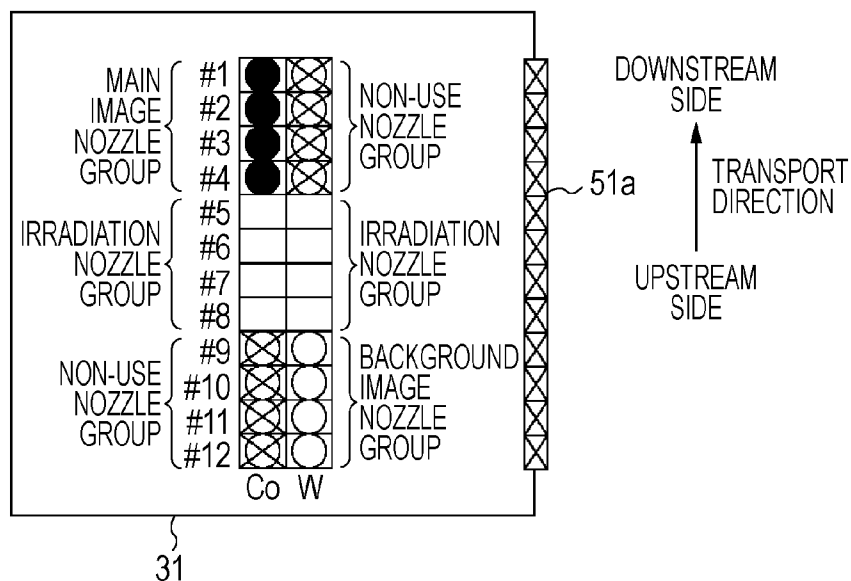 MAIN
IMAGE
NOZZLE
GROUP
IRRADIATION
NOZZLE
GROUP
NON-USE
NOZZLE
GROUP
#1
#2
#3
#4
#5
#6
#7
#8
#9
#10
#11
#12
Co W
NON-USE
NOZZLE
GROUP
IRRADIATION
NOZZLE
GROUP
BACKGROUND
IMAGE
NOZZLE
GROUP
51a
DOWNSTREAM
SIDE
TRANSPORT
DIRECTION
UPSTREAM
SIDE
31